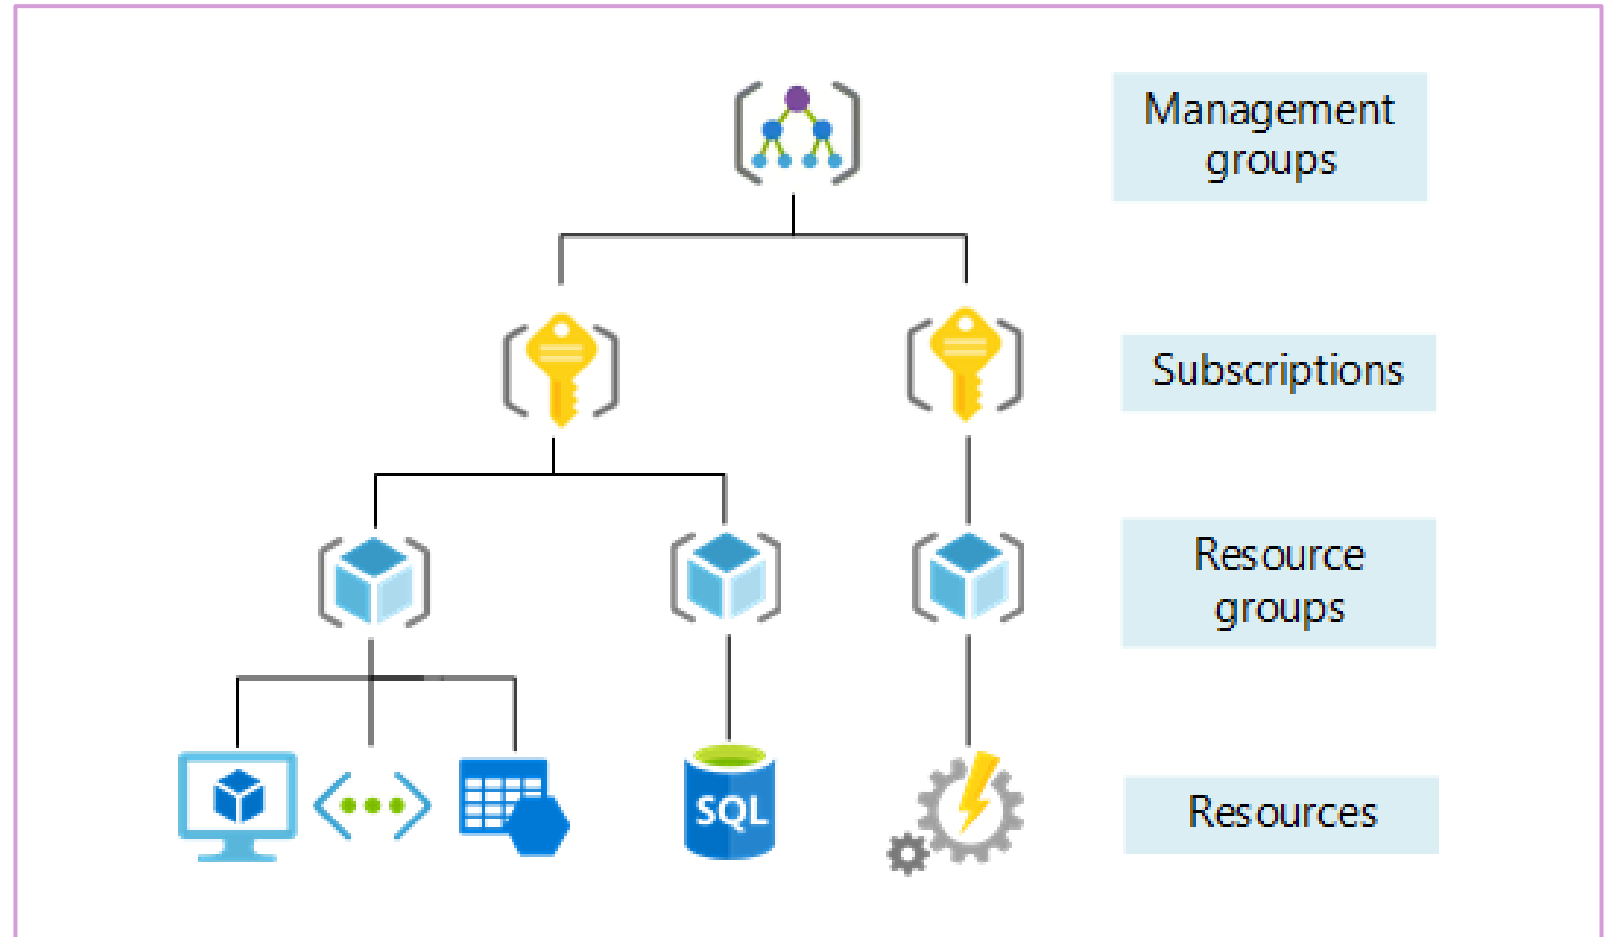 Management
groups
Subscriptions
Resource
groups
SQL
Resources